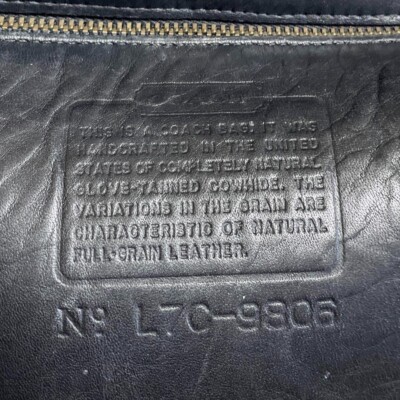 Coach
THIS IS A COACH BAG. IT WAS
HANDCRAFTED IN THE UNITED
STATES OF COMPLETELY NATURAL
GLOVE-TANNED COWHIDE. THE
VARIATIONS IN THE GRAIN ARE
CHARACTERISTIC OF NATURAL
FULL-GRAIN LEATHER.
Nº L7C-9806